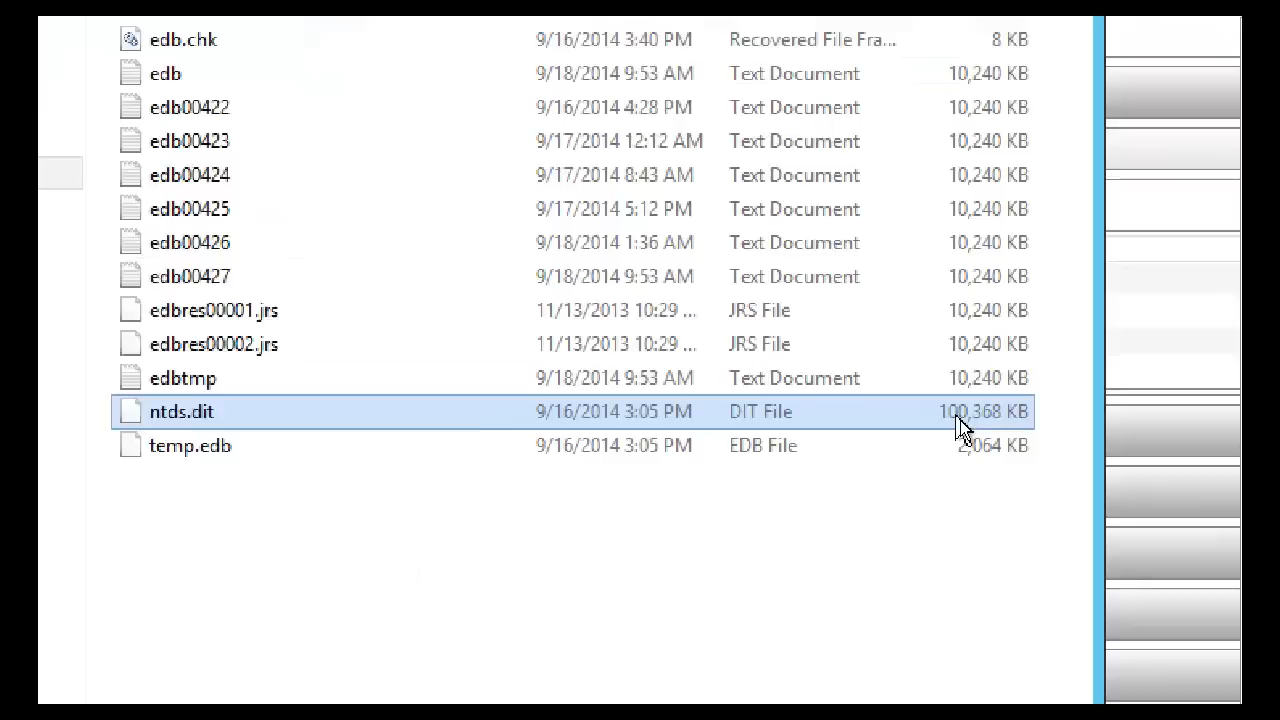 edb.chk 9/16/2014 3:40 PM Recovered File Fra... 8 KB
edb 9/18/2014 9:53 AM Text Document 10,240 KB
edb00422 9/16/2014 4:28 PM Text Document 10,240 KB
edb00423 9/17/2014 12:12 AM Text Document 10,240 KB
edb00424 9/17/2014 8:43 AM Text Document 10,240 KB
edb00425 9/17/2014 5:12 PM Text Document 10,240 KB
edb00426 9/18/2014 1:36 AM Text Document 10,240 KB
edb00427 9/18/2014 9:53 AM Text Document 10,240 KB
edbres00001.jrs 11/13/2013 10:29 ... JRS File 10,240 KB
edbres00002.jrs 11/13/2013 10:29 ... JRS File 10,240 KB
edbtmp 9/18/2014 9:53 AM Text Document 10,240 KB
ntds.dit 9/16/2014 3:05 PM DIT File 100,368 KB
temp.edb 9/16/2014 3:05 PM EDB File 2,064 KB